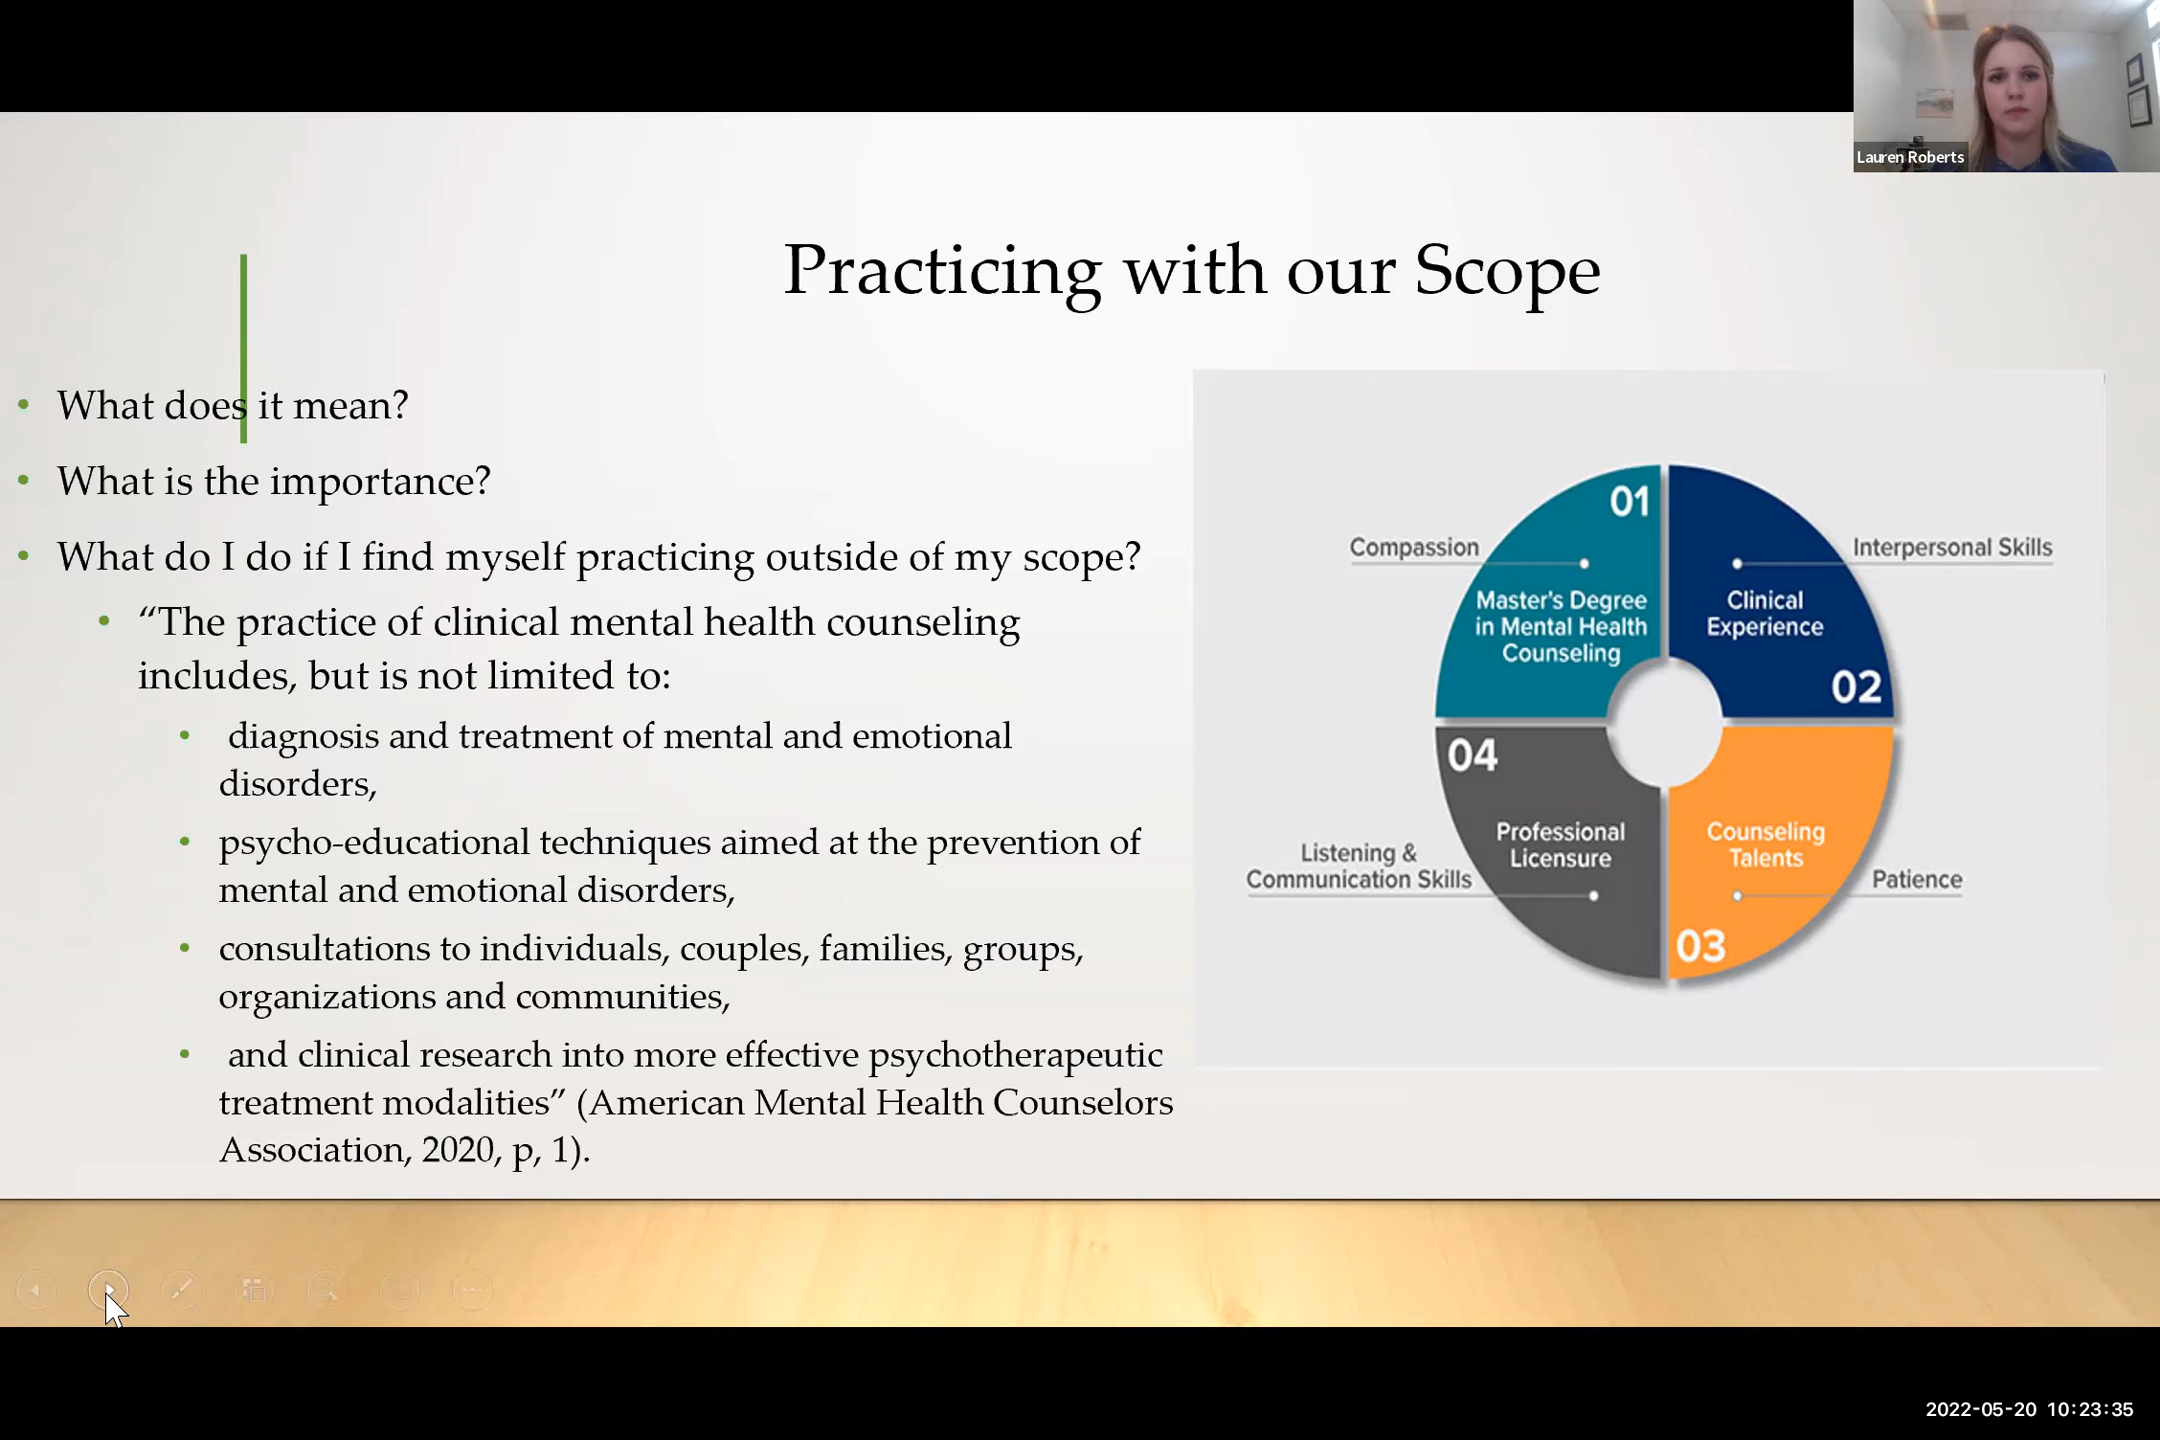 Lauren Roberts
Practicing with our Scope
• What does it mean?
• What is the importance?
• What do I do if I find myself practicing outside of my scope?
• “The practice of clinical mental health counseling
includes, but is not limited to:
• diagnosis and treatment of mental and emotional
disorders,
• psycho-educational techniques aimed at the prevention of
mental and emotional disorders,
• consultations to individuals, couples, families, groups,
organizations and communities,
• and clinical research into more effective psychotherapeutic
treatment modalities” (American Mental Health Counselors
Association, 2020, p, 1).
01
Compassion
Master's Degree
in Mental Health
Counseling
Interpersonal Skills
Clinical
Experience
02
04
Professional
Licensure
Listening &
Communication Skills
Counseling
Talents
Patience
03
2022-05-20 10:23:35